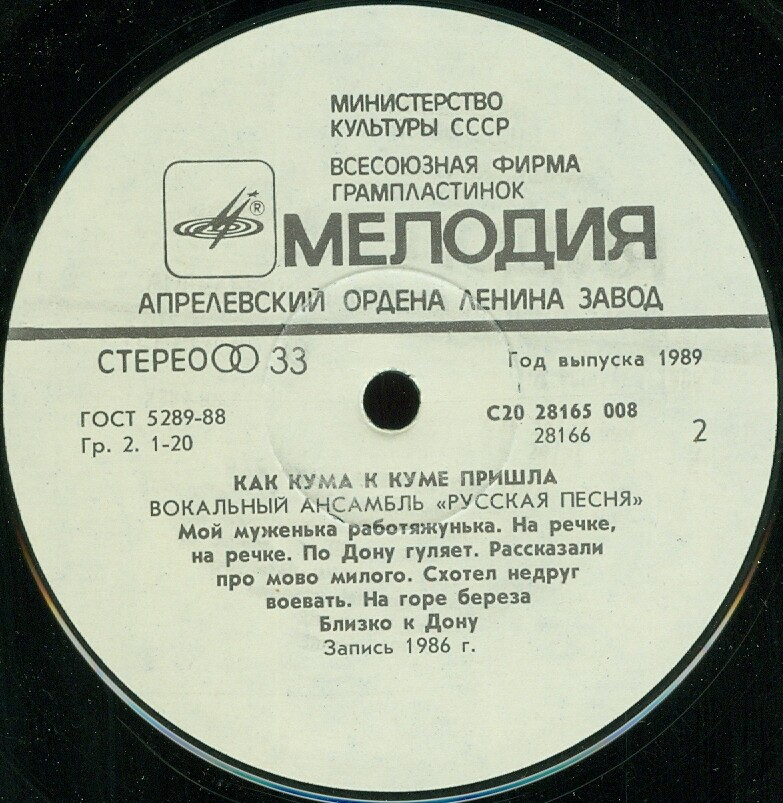 МИНИСТЕРСТВО
КУЛЬТУРЫ СССР
ВСЕСОЮЗНАЯ ФИРМА
ГРАМПЛАСТИНОК
®
МЕЛОДИЯ
АПРЕЛЕВСКИЙ ОРДЕНА ЛЕНИНА ЗАВОД
СТЕРЕО 33
Год выпуска 1989
ГОСТ 5289-88
С20 28165 008
Гр. 2. 1-20
28166
2
КАК КУМА К КУМЕ ПРИШЛА
ВОКАЛЬНЫЙ АНСАМБЛЬ «РУССКАЯ ПЕСНЯ»
Мой муженька работяжунька. На речке,
на речке. По Дону гуляет. Рассказали
про мово милого. Схотел недруг
воевать. На горе береза
Близко к Дону
Запись 1986 г.